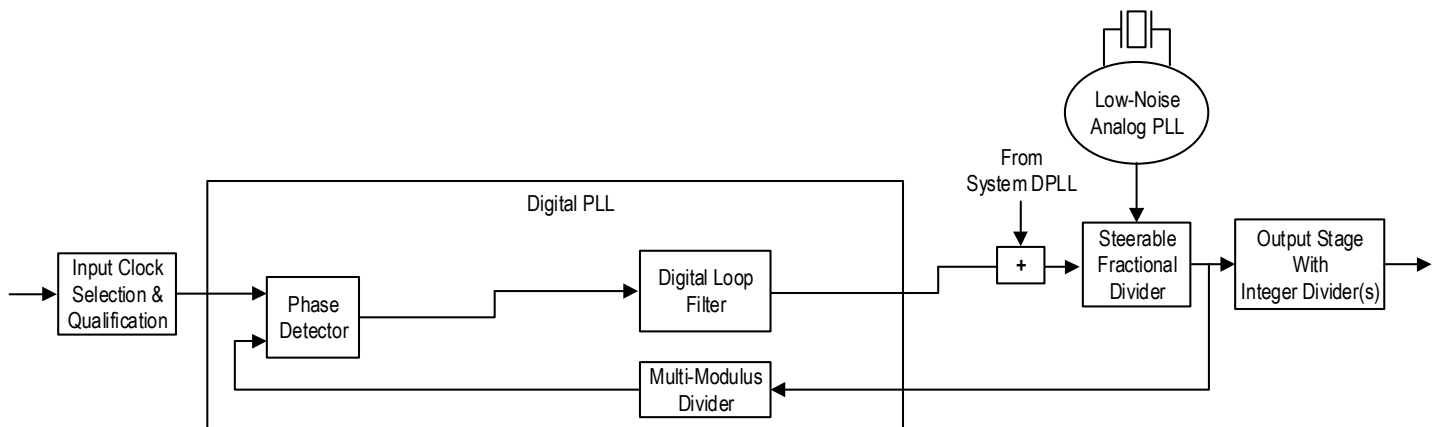 Low-Noise
Analog PLL
From
System DPLL
Digital PLL
Input Clock
Selection &
Qualification
Phase
Detector
Digital Loop
Filter
+
Steerable
Fractional
Divider
Output Stage
With
Integer Divider(s)
Multi-Modulus
Divider